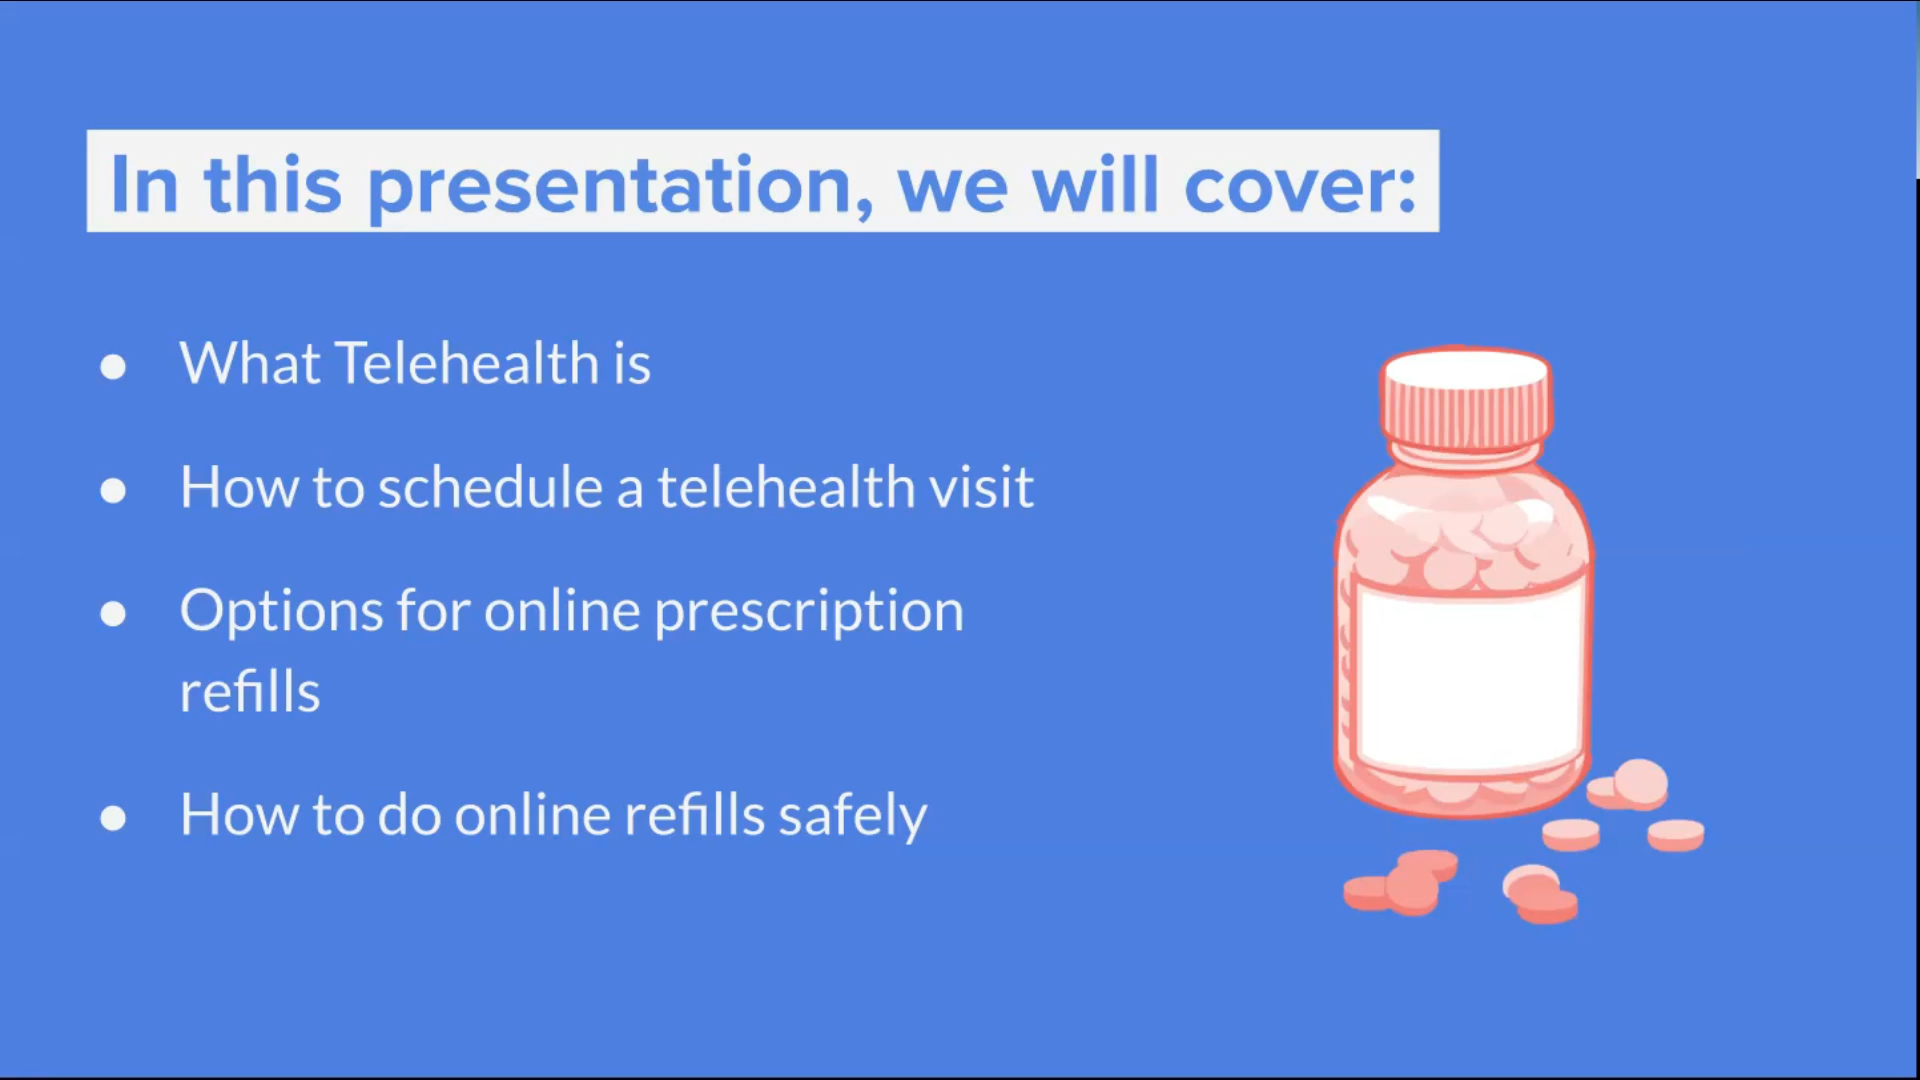 In this presentation, we will cover:
● What Telehealth is
● How to schedule a telehealth visit
● Options for online prescription
refills
● How to do online refills safely